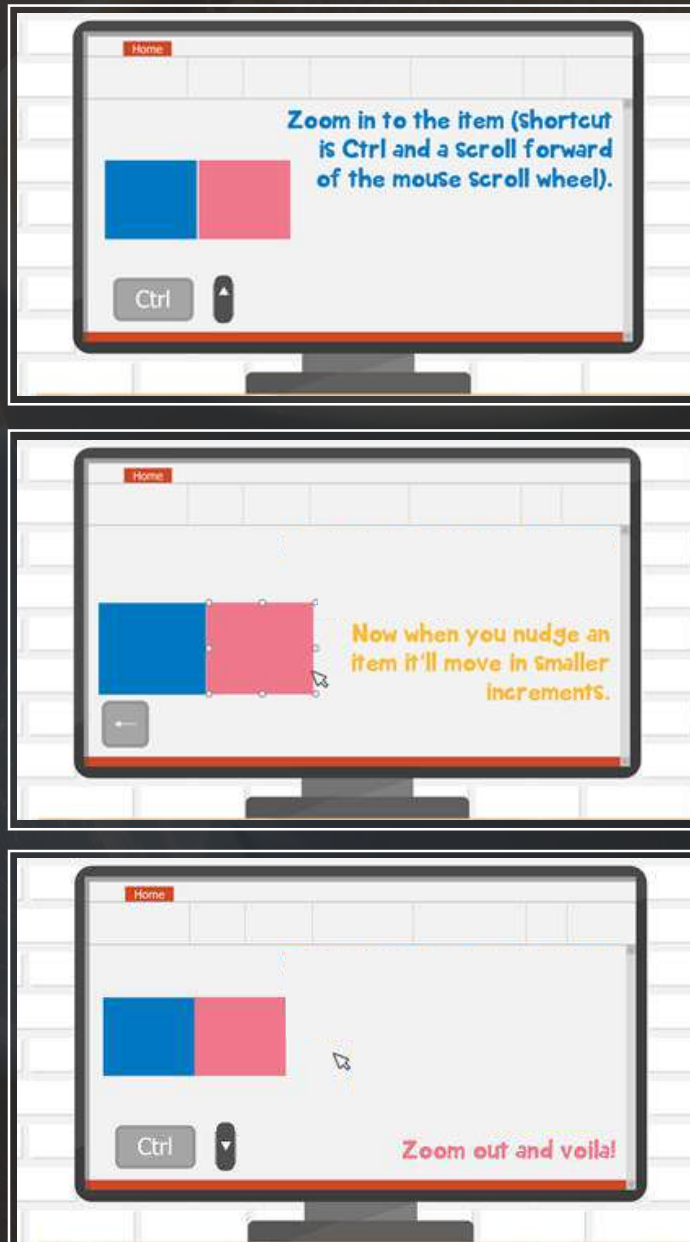 Home
Zoom in to the item (shortcut
is Ctrl and a scroll forward
of the mouse scroll wheel).
Ctrl
Home
Now when you nudge an
item it'll move in smaller
increments.
Home
Ctrl
Zoom out and voila!